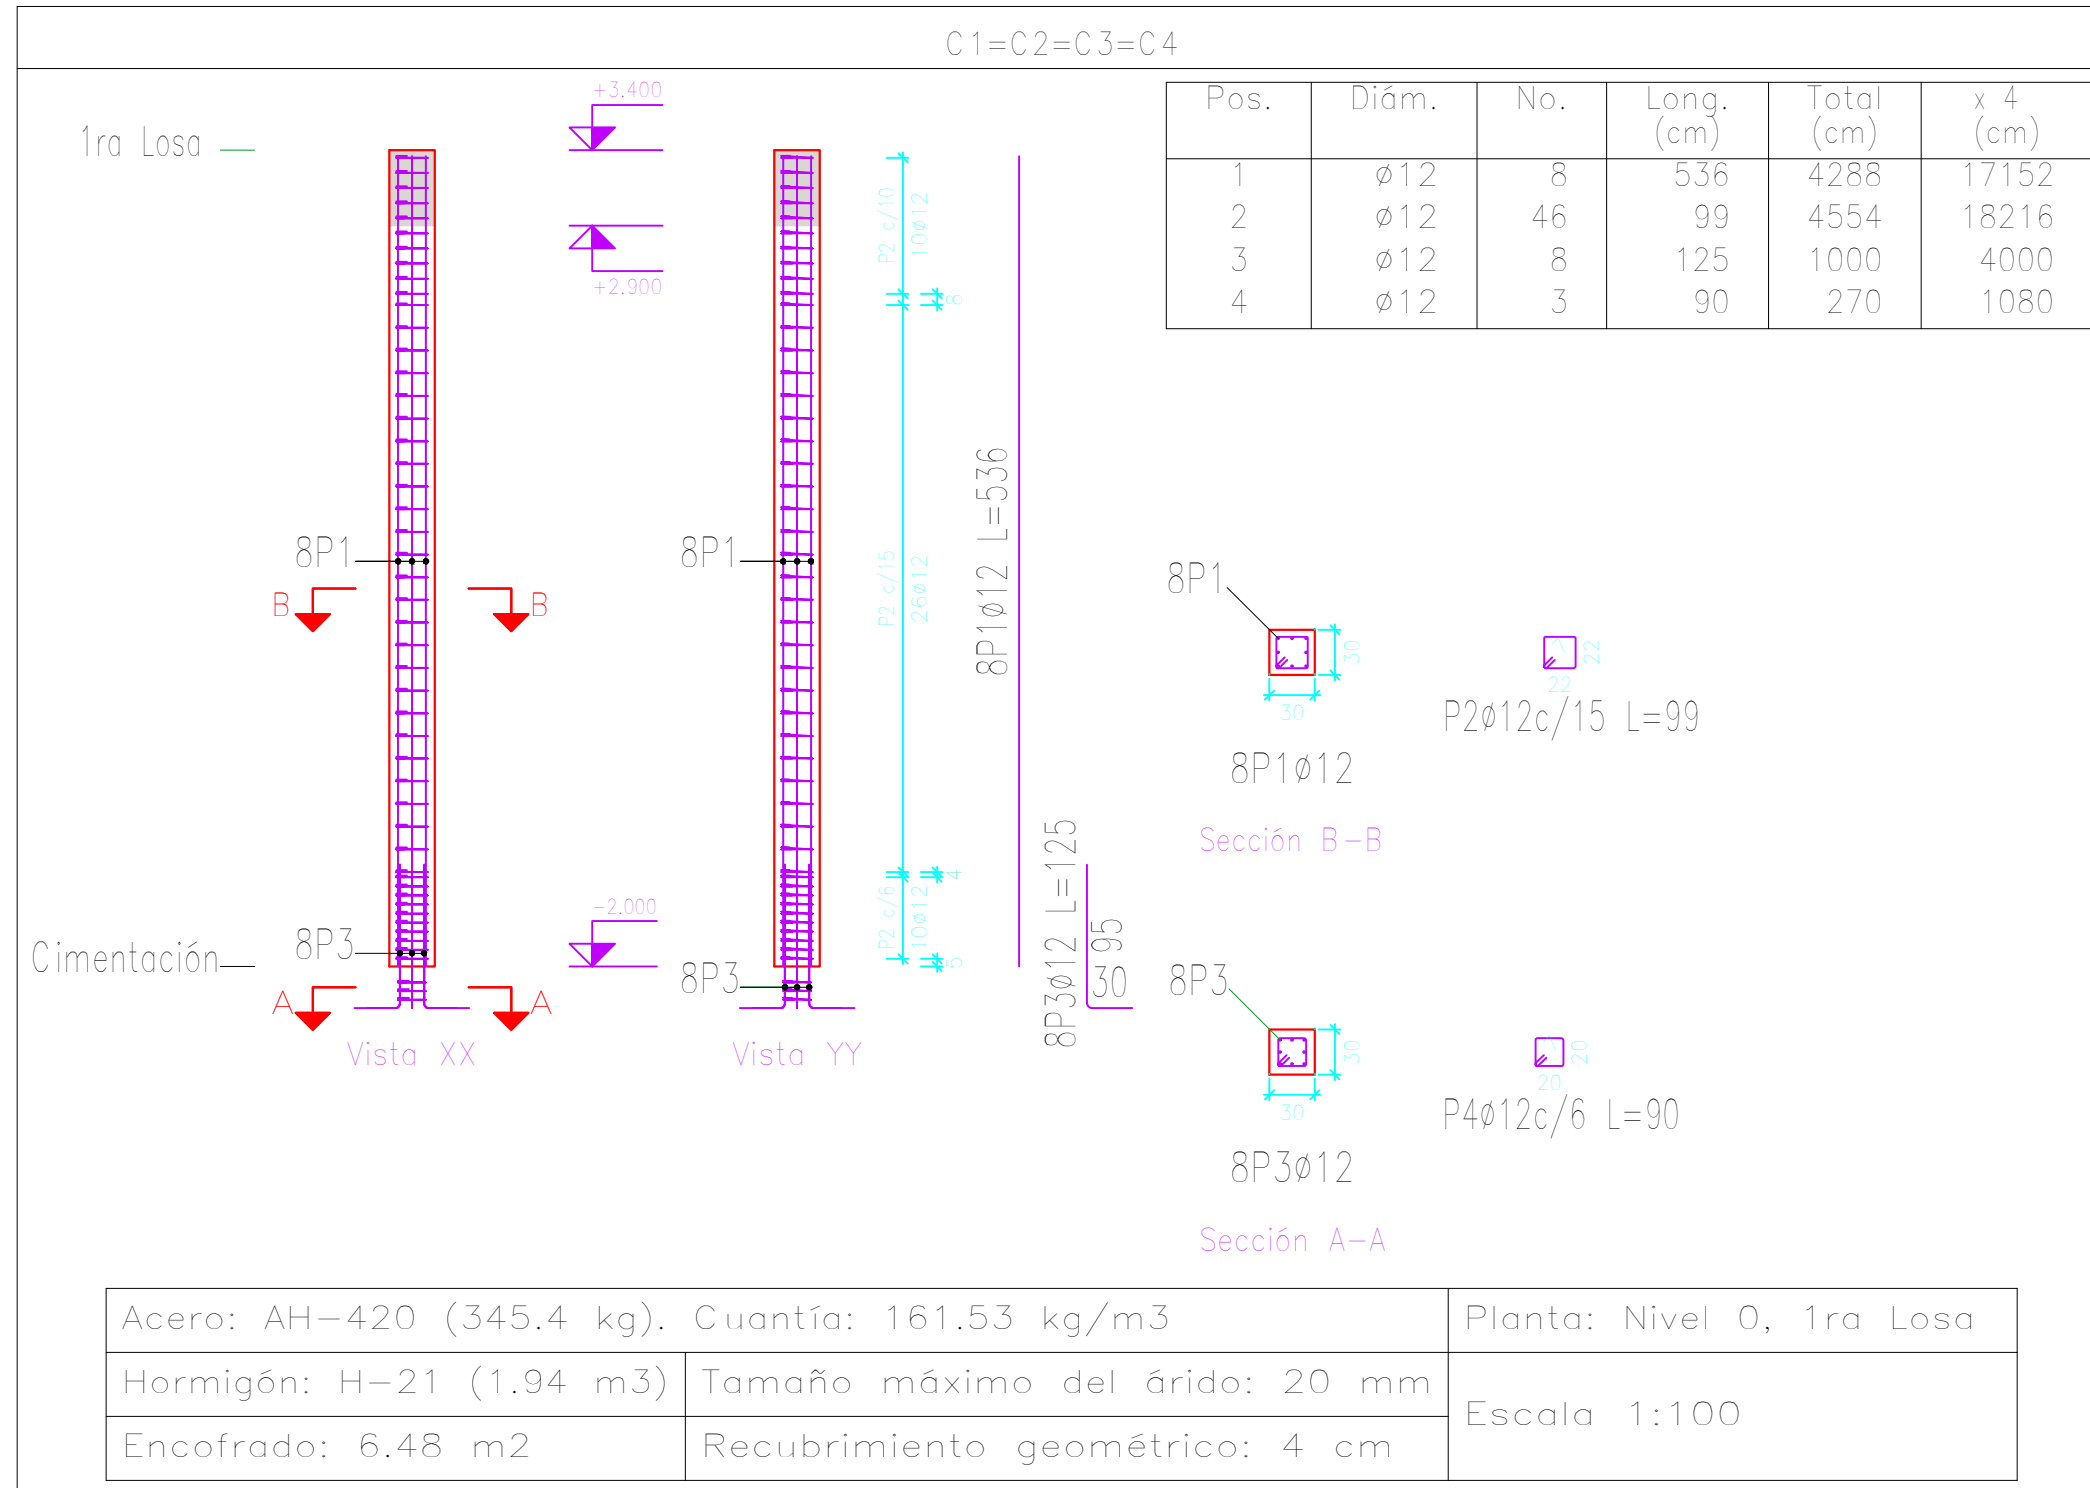 C1=C2=C3=C4
Pos. Diám. No. Long. (cm) Total (cm) x 4 (cm)
1 ø12 8 536 4288 17152
2 ø12 46 99 4554 18216
3 ø12 8 125 1000 4000
4 ø12 3 90 270 1080
1ra Losa
+3.400
+2.900
8P1
B B
8P3
-2.000
Cimentación
A A
Vista XX
8P1
8P3
Vista YY
P2 c/10
10ø12
8
P2 c/15
26ø12
4
P2 c/6
10ø12
5
8P1ø12 L=536
8P3ø12 L=125
95
30
8P1
30
30
8P1ø12
Sección B-B
22
22
P2ø12c/15 L=99
8P3
30
30
8P3ø12
Sección A-A
20
20
P4ø12c/6 L=90
Acero: AH-420 (345.4 kg). Cuantía: 161.53 kg/m3
Planta: Nivel 0, 1ra Losa
Hormigón: H-21 (1.94 m3)
Tamaño máximo del árido: 20 mm
Escala 1:100
Encofrado: 6.48 m2
Recubrimiento geométrico: 4 cm